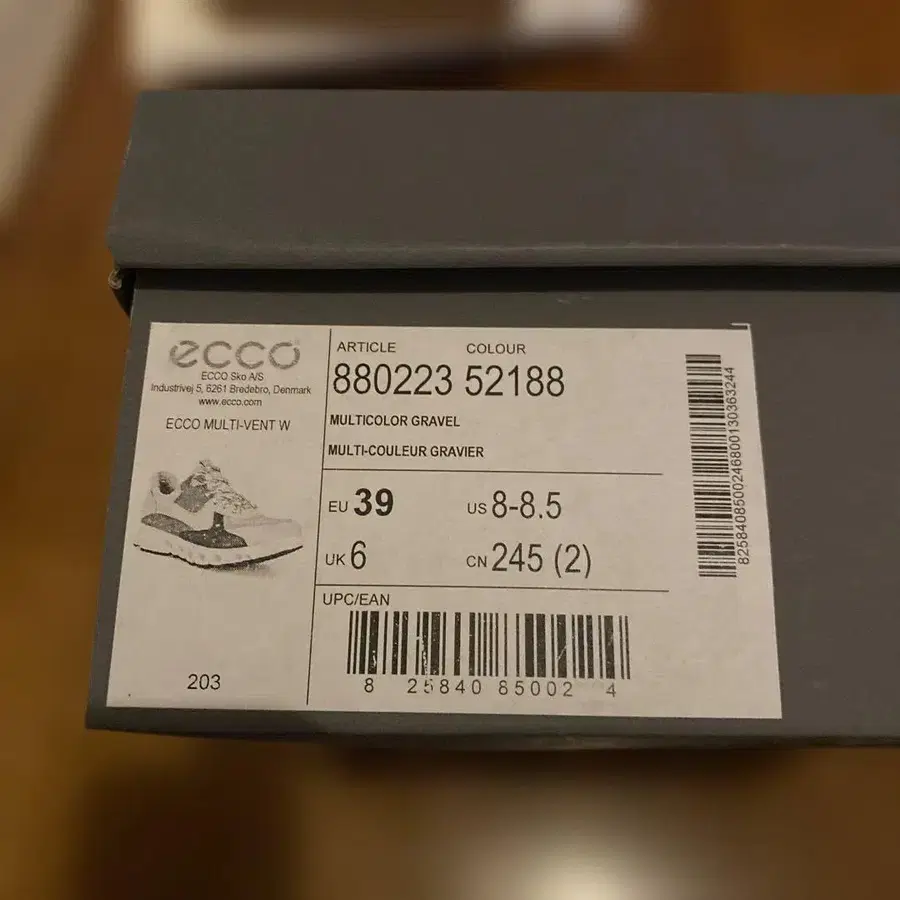 ecco
ECCO Sko A/S
Industrivej 5, 6261 Bredebro, Denmark
www.ecco.com
ECCO MULTI-VENT W
203
ARTICLE COLOUR
880223 52188
MULTICOLOR GRAVEL
MULTI-COULEUR GRAVIER
EU 39 US 8-8.5
UK 6 CN 245 (2)
UPC/EAN
8 25840 85002 4
8258408500246800130363244